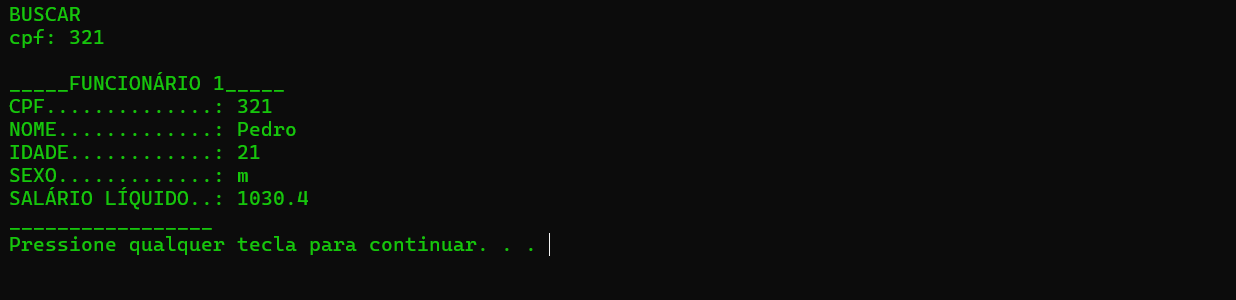 BUSCAR
cpf: 321
_____FUNCIONÁRIO 1_____
CPF..............: 321
NOME.............: Pedro
IDADE............: 21
SEXO.............: m
SALÁRIO LÍQUIDO..: 1030.4
_________________
Pressione qualquer tecla para continuar. . .